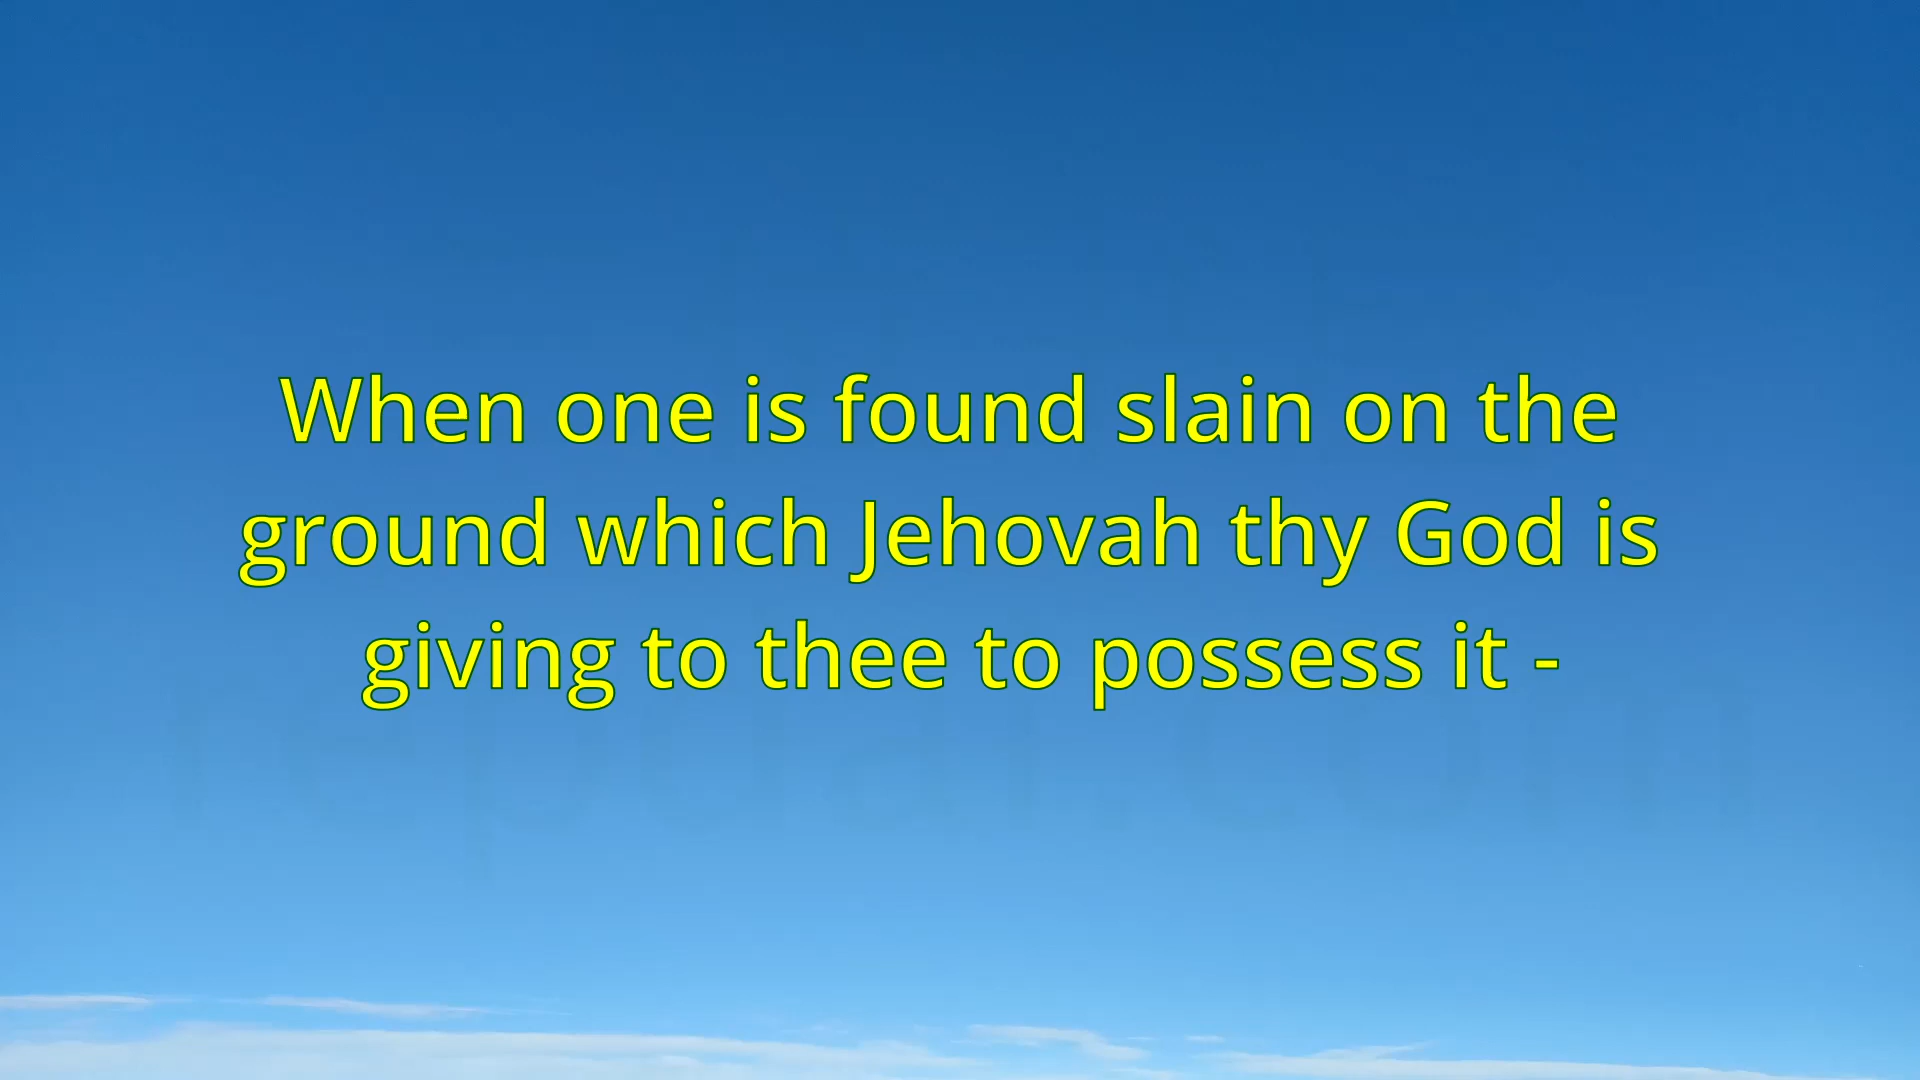 When one is found slain on the
ground which Jehovah thy God is
giving to thee to possess it -